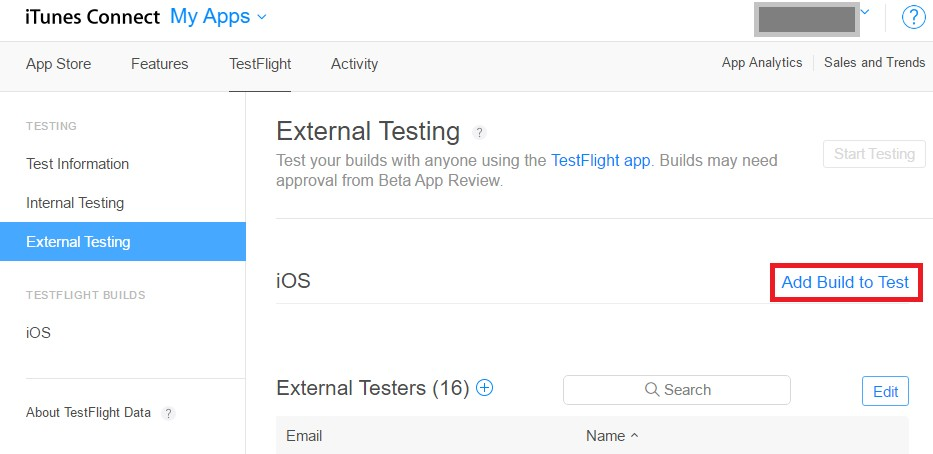 iTunes Connect My Apps
?
App Store Features TestFlight Activity
App Analytics Sales and Trends
TESTING
Test Information
Internal Testing
External Testing
TESTFLIGHT BUILDS
iOS
About TestFlight Data ?
External Testing ?
Test your builds with anyone using the TestFlight app. Builds may need
approval from Beta App Review.
Start Testing
iOS
Add Build to Test
External Testers (16)
Search
Edit
Email Name